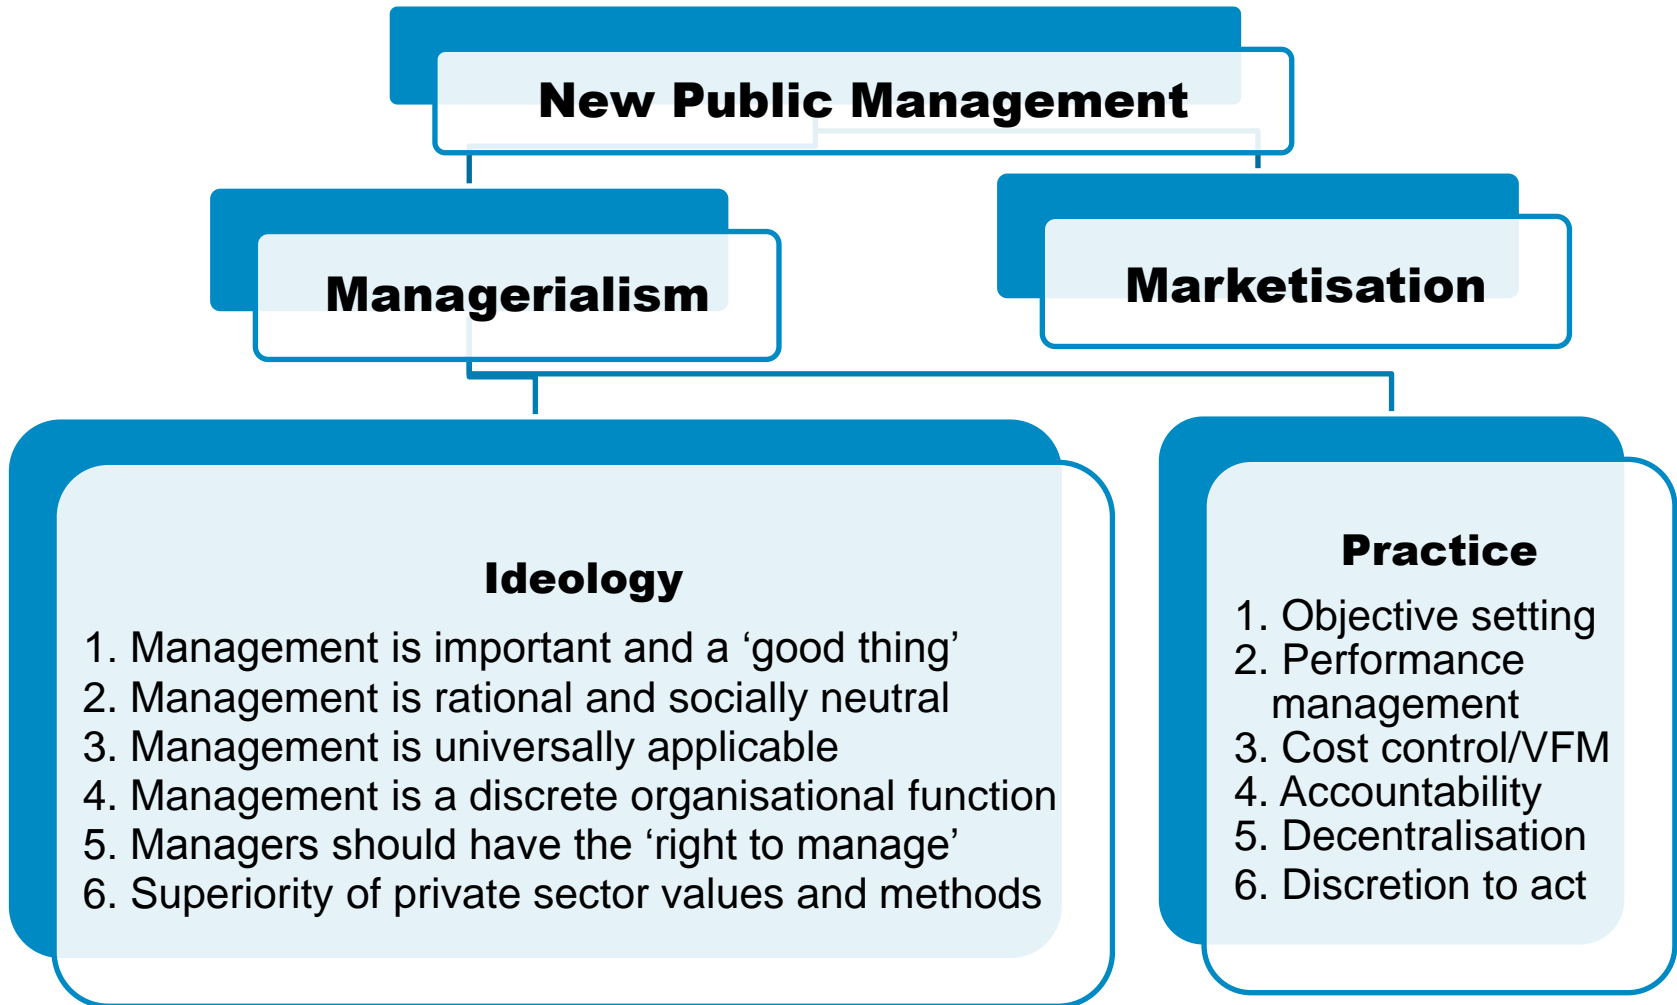 New Public Management
Managerialism
Marketisation
Ideology
1. Management is important and a ‘good thing’
2. Management is rational and socially neutral
3. Management is universally applicable
4. Management is a discrete organisational function
5. Managers should have the ‘right to manage’
6. Superiority of private sector values and methods
Practice
1. Objective setting
2. Performance
management
3. Cost control/VFM
4. Accountability
5. Decentralisation
6. Discretion to act